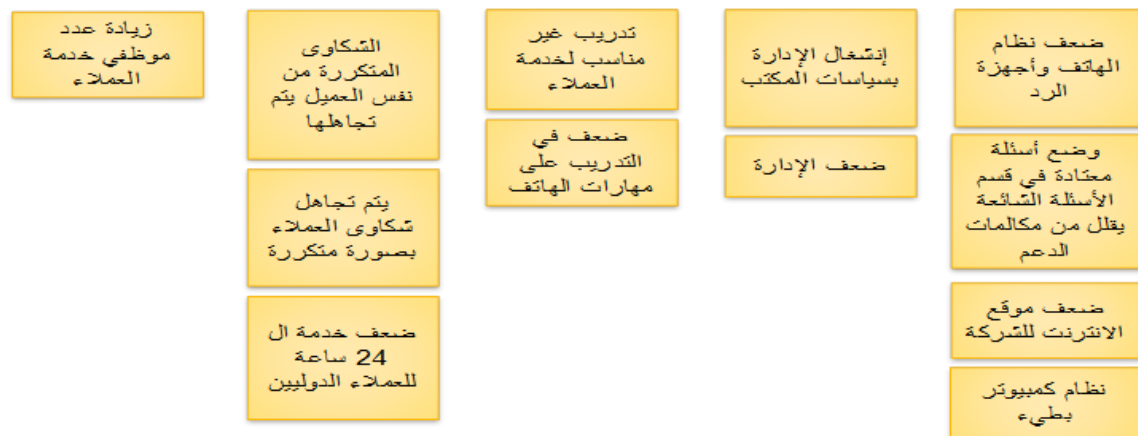 ضعف نظام
الهاتف وأجهزة
الرد
وضع أسئلة
معتادة في قسم
الأسئلة الشائعة
يقلل من مكالمات
الدعم
ضعف موقع
الانترنت للشركة
نظام كمبيوتر
بطيء
إنشغال الإدارة
بسياسات المكتب
ضعف الإدارة
تدريب غير
مناسب لخدمة
العملاء
ضعف في
التدريب على
مهارات الهاتف
الشكاوى
المتكررة من
نفس العميل يتم
تجاهلها
يتم تجاهل
شكاوى العملاء
بصورة متكررة
ضعف خدمة ال
24 ساعة
للعملاء الدوليين
زيادة عدد
موظفي خدمة
العملاء